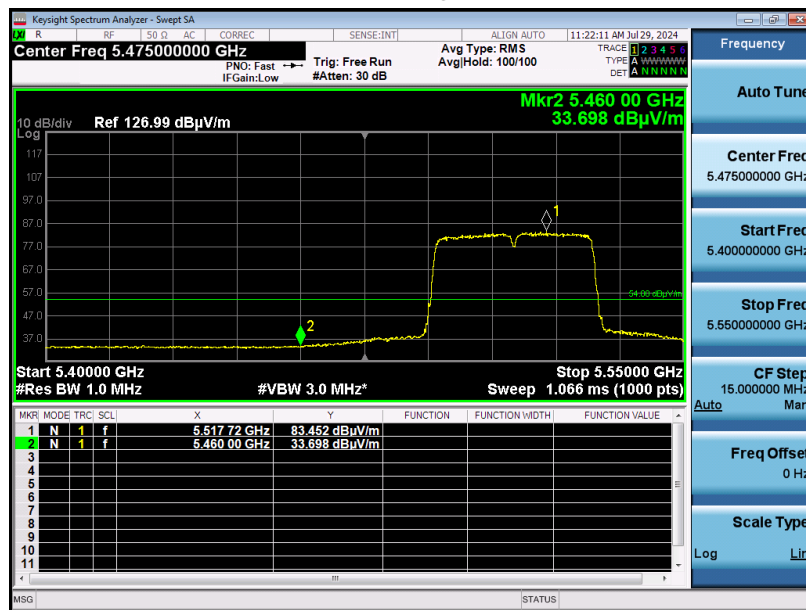 Keysight Spectrum Analyzer - Swept SA
LXI R RF 50 Ω AC CORREC SENSE:INT ALIGN AUTO 11:22:11 AM Jul 29, 2024
Center Freq 5.475000000 GHz
PNO: Fast
IFGain:Low
Trig: Free Run
#Atten: 30 dB
Avg Type: RMS
Avg|Hold: 100/100
TRACE 1 2 3 4 5 6
TYPE A W W W W W
DET A N N N N N
Mkr2 5.460 00 GHz
33.698 dBµV/m
10 dB/div Ref 126.99 dBµV/m
Log
117
107
97.0
87.0
77.0
67.0
57.0
47.0
37.0
1
2
54.00 dBµV/m
Start 5.40000 GHz Stop 5.55000 GHz
#Res BW 1.0 MHz #VBW 3.0 MHz* Sweep 1.066 ms (1000 pts)
MKR MODE TRC SCL X Y FUNCTION FUNCTION WIDTH FUNCTION VALUE
1 N 1 f 5.517 72 GHz 83.452 dBµV/m
2 N 1 f 5.460 00 GHz 33.698 dBµV/m
3
4
5
6
7
8
9
10
11
MSG STATUS
Frequency
Auto Tune
Center Freq
5.475000000 GHz
Start Freq
5.400000000 GHz
Stop Freq
5.550000000 GHz
CF Step
15.000000 MHz
Auto Man
Freq Offset
0 Hz
Scale Type
Log Lin